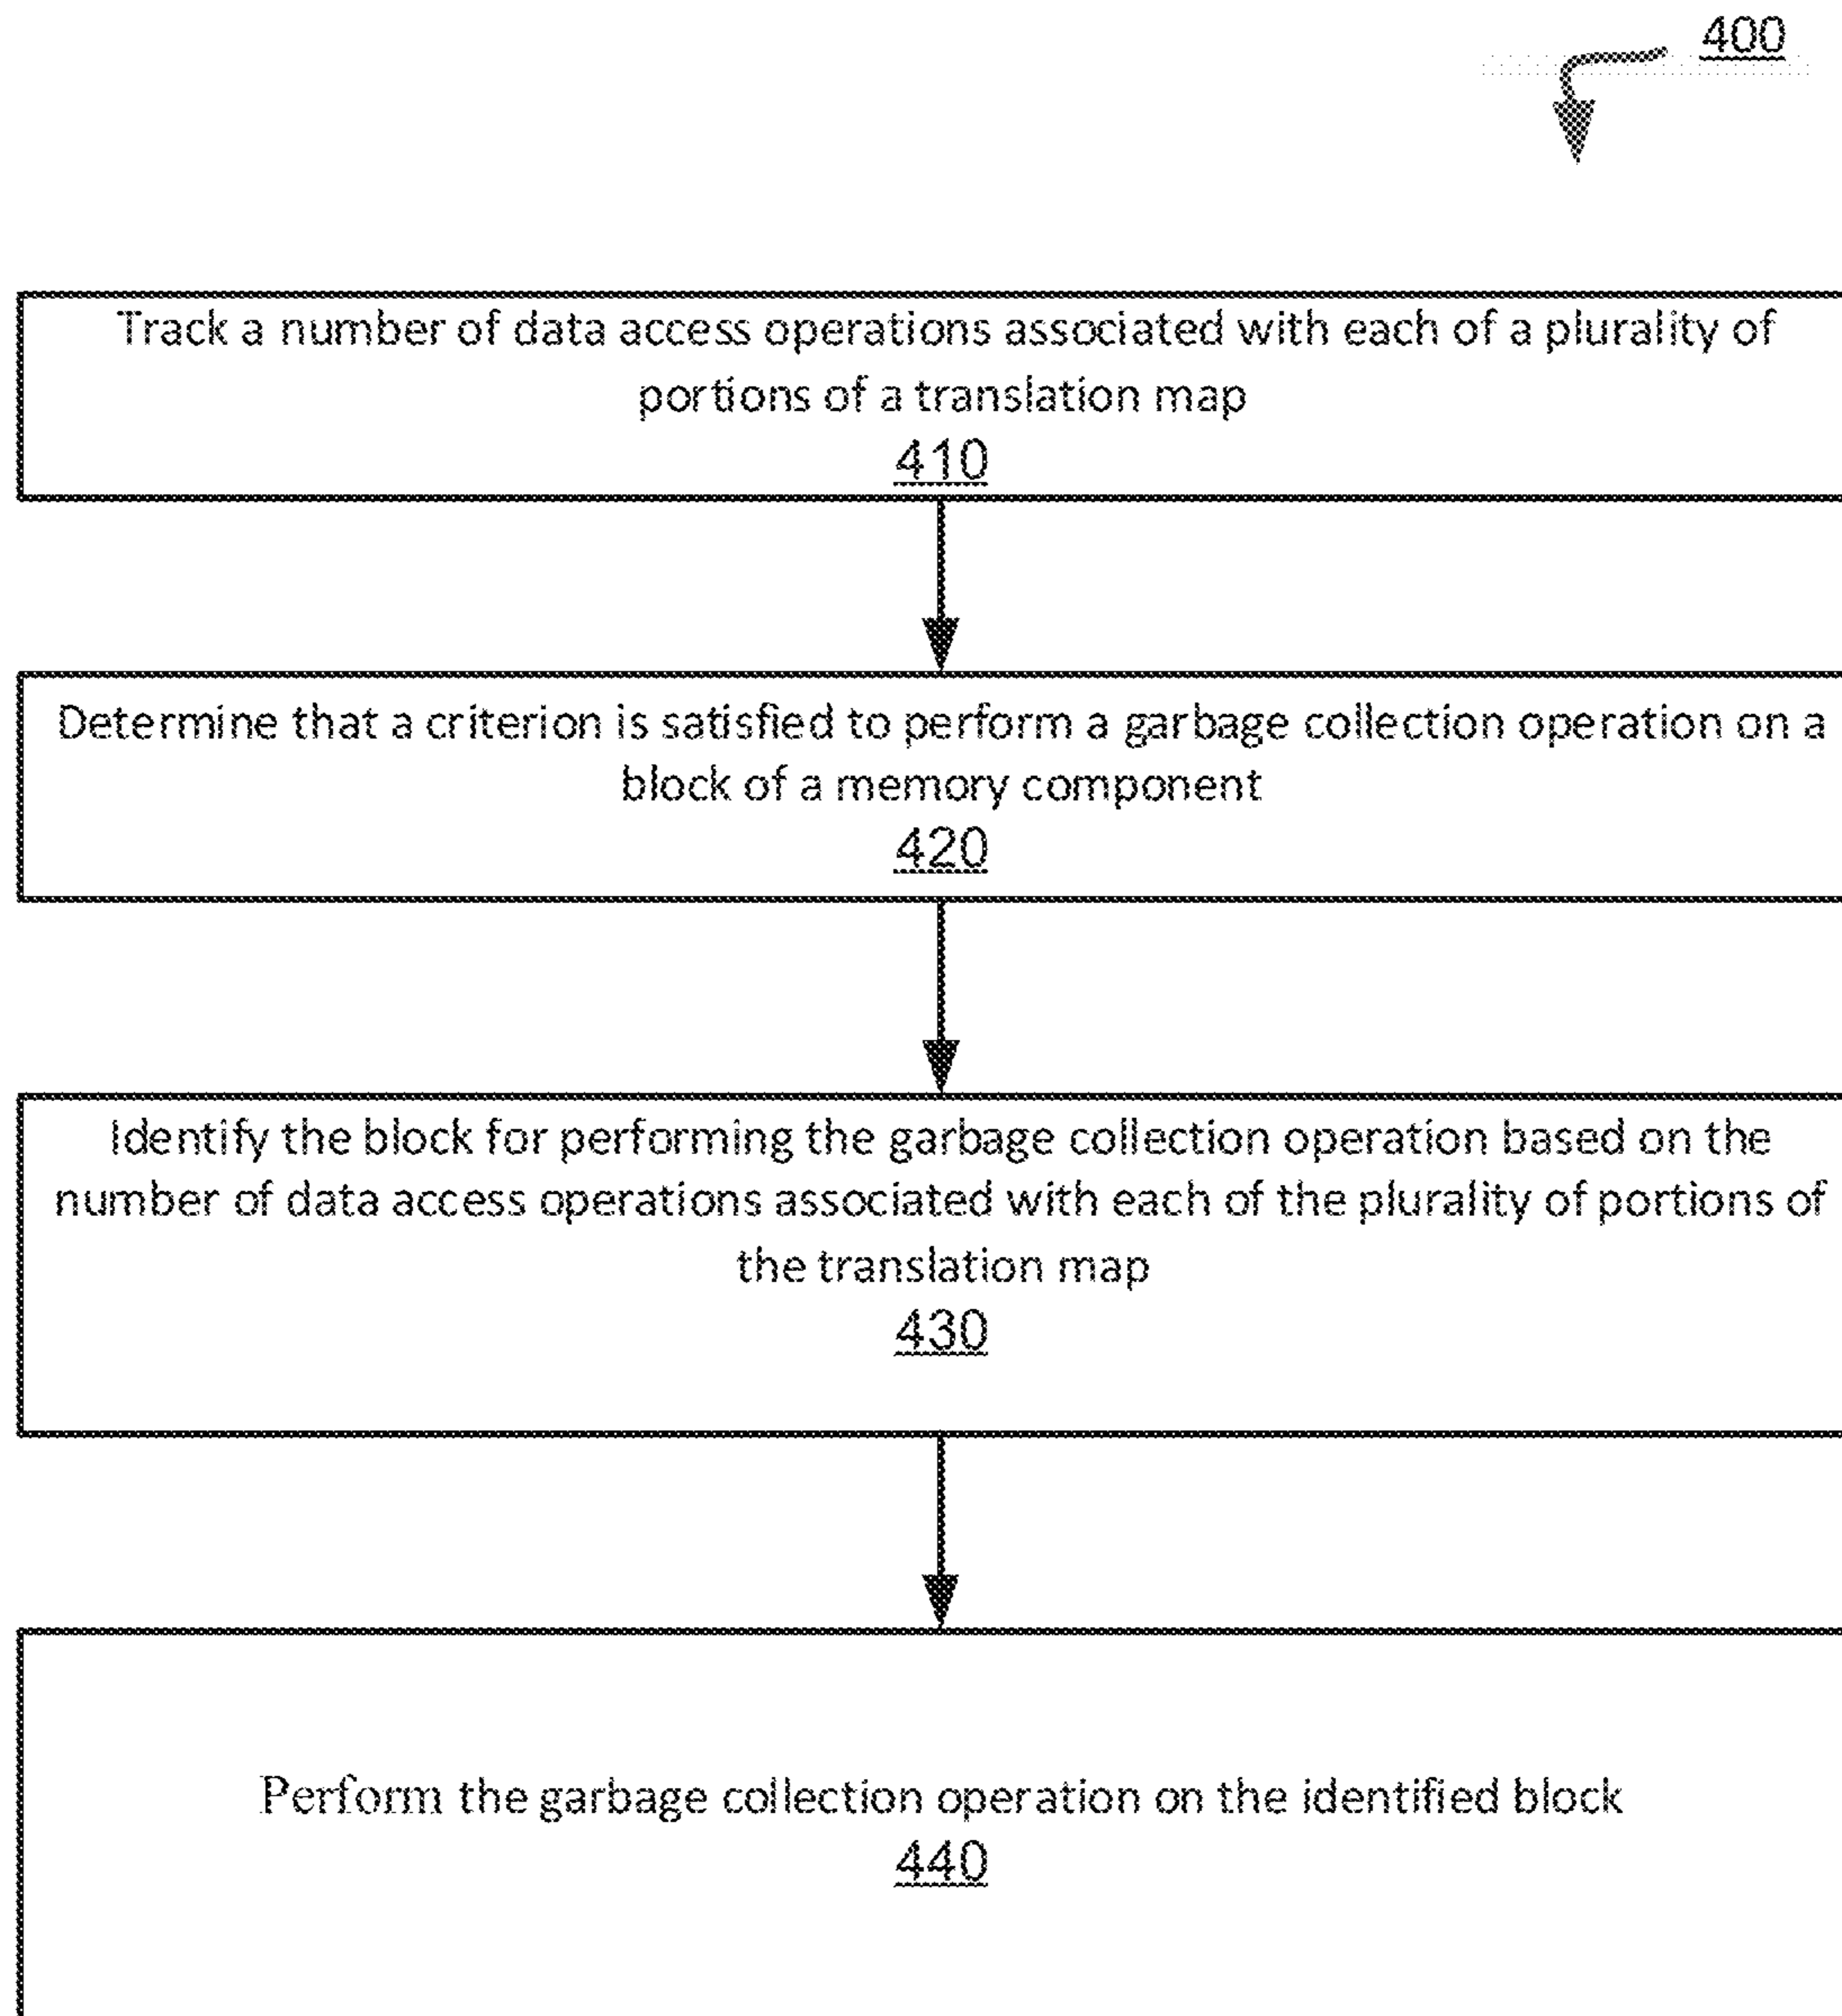 400
Track a number of data access operations associated with each of a plurality of
portions of a translation map
410
Determine that a criterion is satisfied to perform a garbage collection operation on a
block of a memory component
420
Identify the block for performing the garbage collection operation based on the
number of data access operations associated with each of the plurality of portions of
the translation map
430
Perform the garbage collection operation on the identified block
440